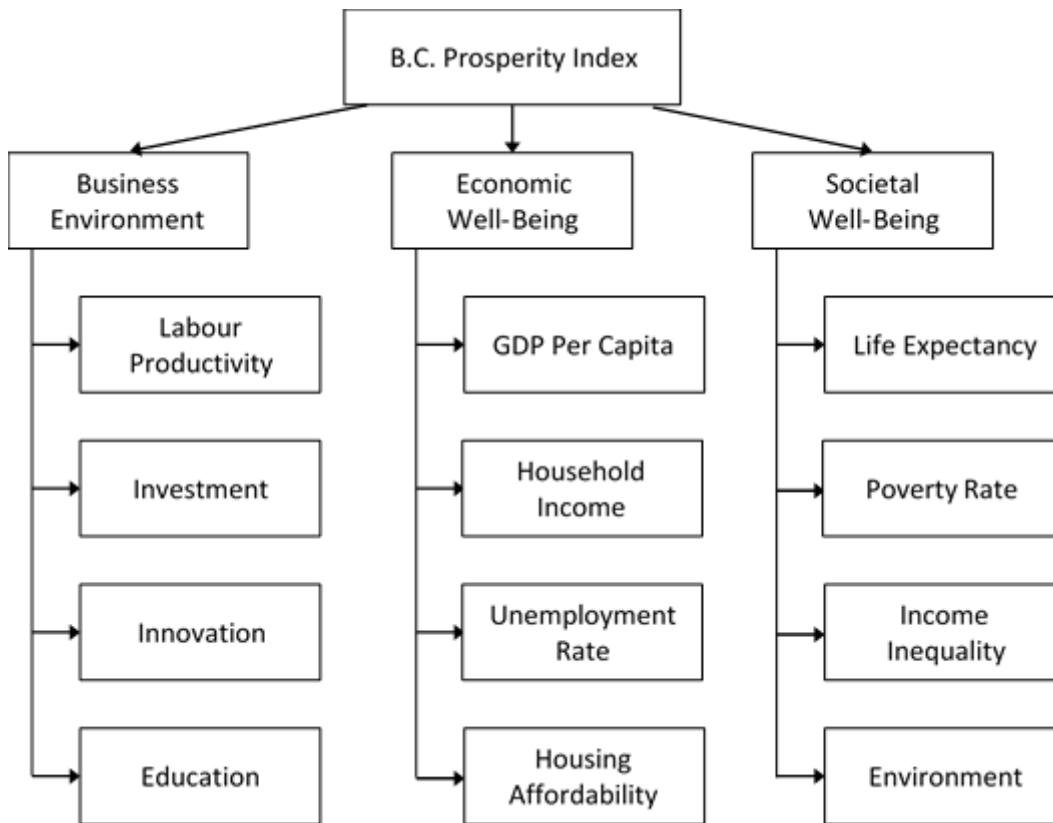 B.C. Prosperity Index
Business
Environment
Economic
Well-Being
Societal
Well-Being
Labour
Productivity
GDP Per Capita
Life Expectancy
Investment
Household
Income
Poverty Rate
Innovation
Unemployment
Rate
Income
Inequality
Education
Housing
Affordability
Environment